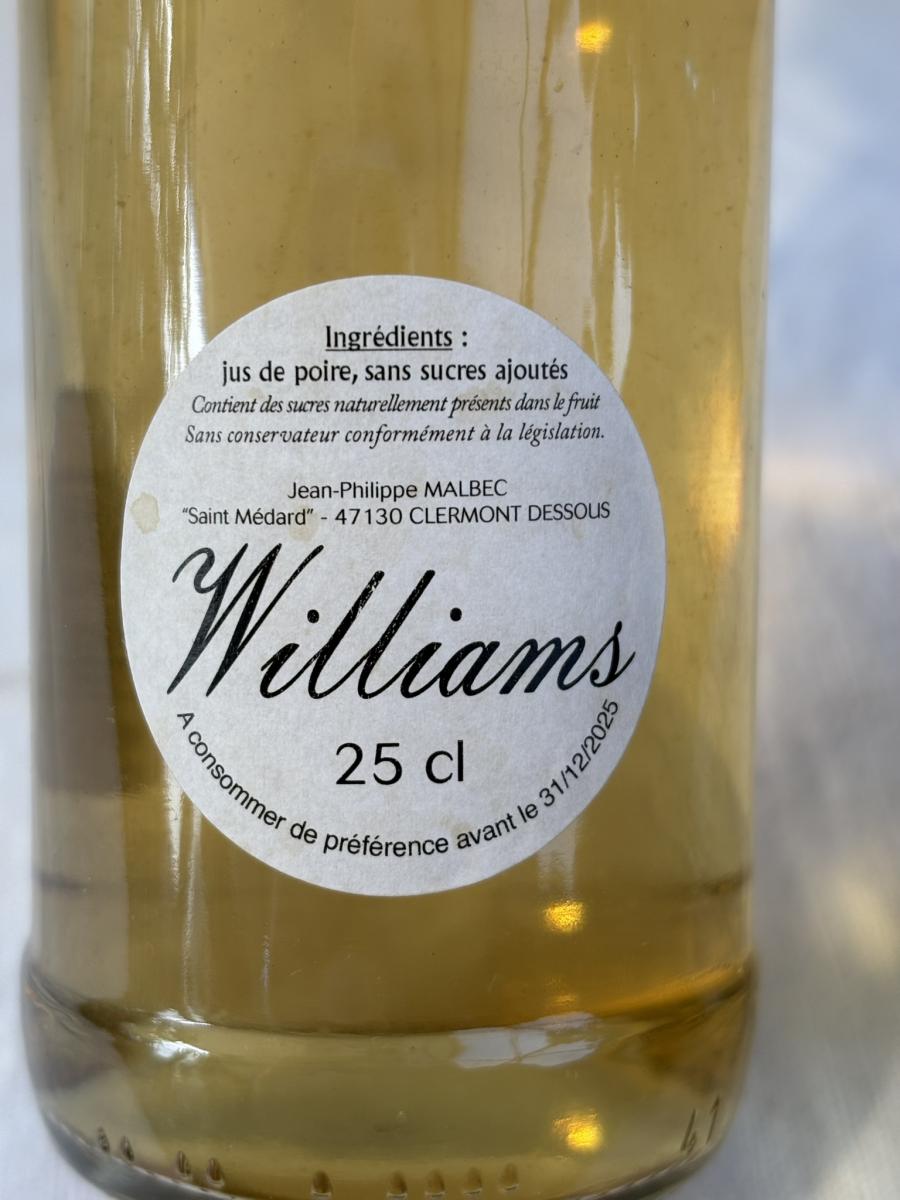 Ingrédients :
jus de poire, sans sucres ajoutés
Contient des sucres naturellement présents dans le fruit
Sans conservateur conformément à la législation.
Jean-Philippe MALBEC
"Saint Médard" - 47130 CLERMONT DESSOUS
Williams
25 cl
A consommer de préférence avant le 31/12/2025